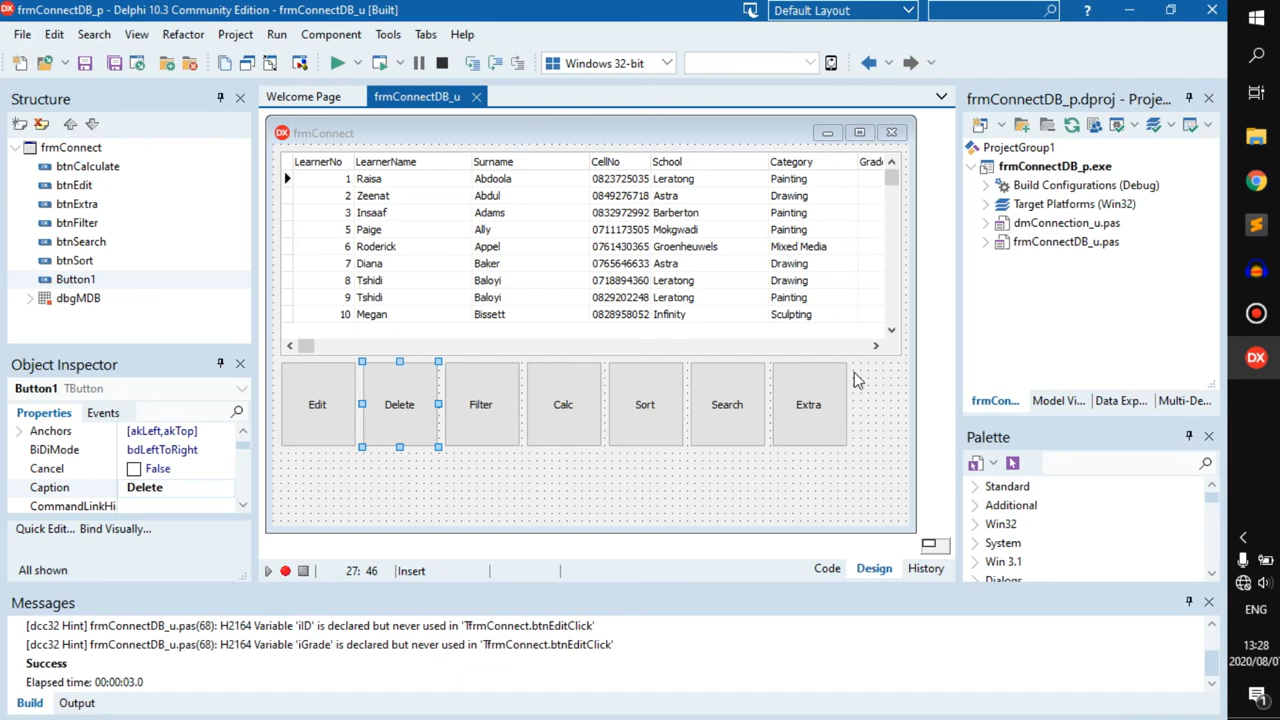 frmConnectDB_p - Delphi 10.3 Community Edition - frmConnectDB_u [Built]
Default Layout
?
File Edit Search View Refactor Project Run Component Tools Tabs Help
Windows 32-bit
Structure
Welcome Page
frmConnectDB_u
frmConnectDB_p.dproj - Proje...
frmConnect
btnCalculate
btnEdit
btnExtra
btnFilter
btnSearch
btnSort
Button1
dbgMDB
frmConnect
LearnerNo LearnerName Surname CellNo School Category Grade
1 Raisa Abdoola 0823725035 Leratong Painting
2 Zeenat Abdul 0849276718 Astra Drawing
3 Insaaf Adams 0832972992 Barberton Painting
5 Paige Ally 0711173505 Mokgwadi Painting
6 Roderick Appel 0761430365 Groenheuwels Mixed Media
7 Diana Baker 0765646633 Astra Drawing
8 Tshidi Baloyi 0718894360 Leratong Drawing
9 Tshidi Baloyi 0829202248 Leratong Painting
10 Megan Bissett 0828958052 Infinity Sculpting
Edit Delete Filter Calc Sort Search Extra
ProjectGroup1
frmConnectDB_p.exe
Build Configurations (Debug)
Target Platforms (Win32)
dmConnection_u.pas
frmConnectDB_u.pas
frmCon... Model Vi... Data Exp... Multi-De...
Object Inspector
Button1 TButton
Properties Events
Anchors [akLeft,akTop]
BiDiMode bdLeftToRight
Cancel False
Caption Delete
CommandLinkHi
Quick Edit... Bind Visually...
All shown
27: 46 Insert
Code Design History
Palette
Standard
Additional
Win32
System
Win 3.1
Dialogs
Messages
[dcc32 Hint] frmConnectDB_u.pas(68): H2164 Variable 'iID' is declared but never used in 'TfrmConnect.btnEditClick'
[dcc32 Hint] frmConnectDB_u.pas(68): H2164 Variable 'iGrade' is declared but never used in 'TfrmConnect.btnEditClick'
Success
Elapsed time: 00:00:03.0
Build Output
ENG
13:28
2020/08/0
1